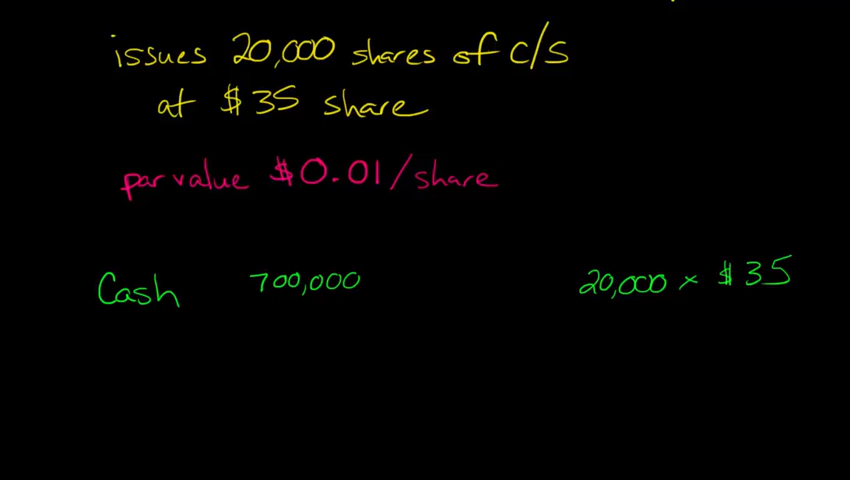 issues 20,000 shares of c/s
at $35 share
par value $0.01/share
Cash 700,000 20,000 × $35